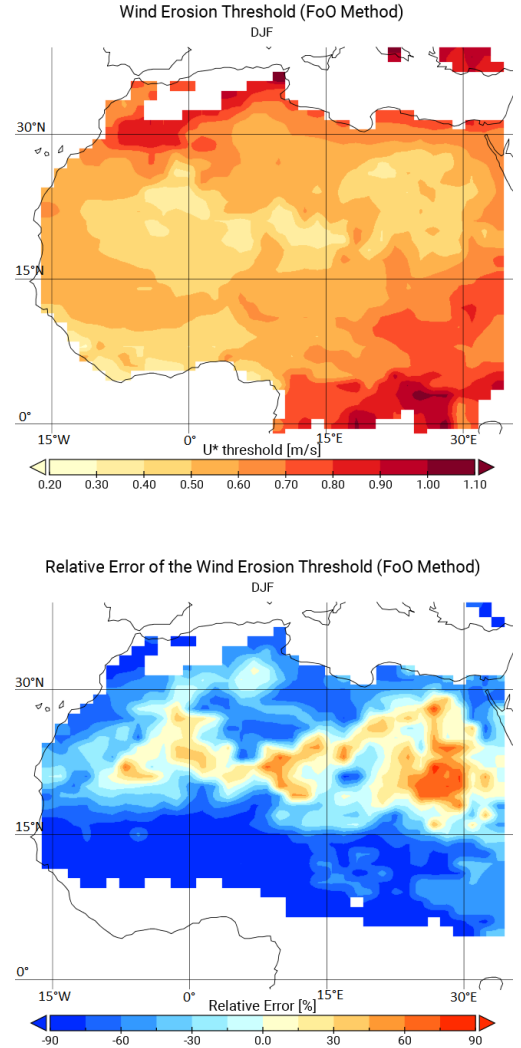 Wind Erosion Threshold (FoO Method)
DJF
30°N
15°N
0°
15°W 0° 15°E 30°E
U* threshold [m/s]
0.20 0.30 0.40 0.50 0.60 0.70 0.80 0.90 1.00 1.10
Relative Error of the Wind Erosion Threshold (FoO Method)
DJF
30°N
15°N
0°
15°W 0° 15°E 30°E
Relative Error [%]
-90 -60 -30 0.0 30 60 90